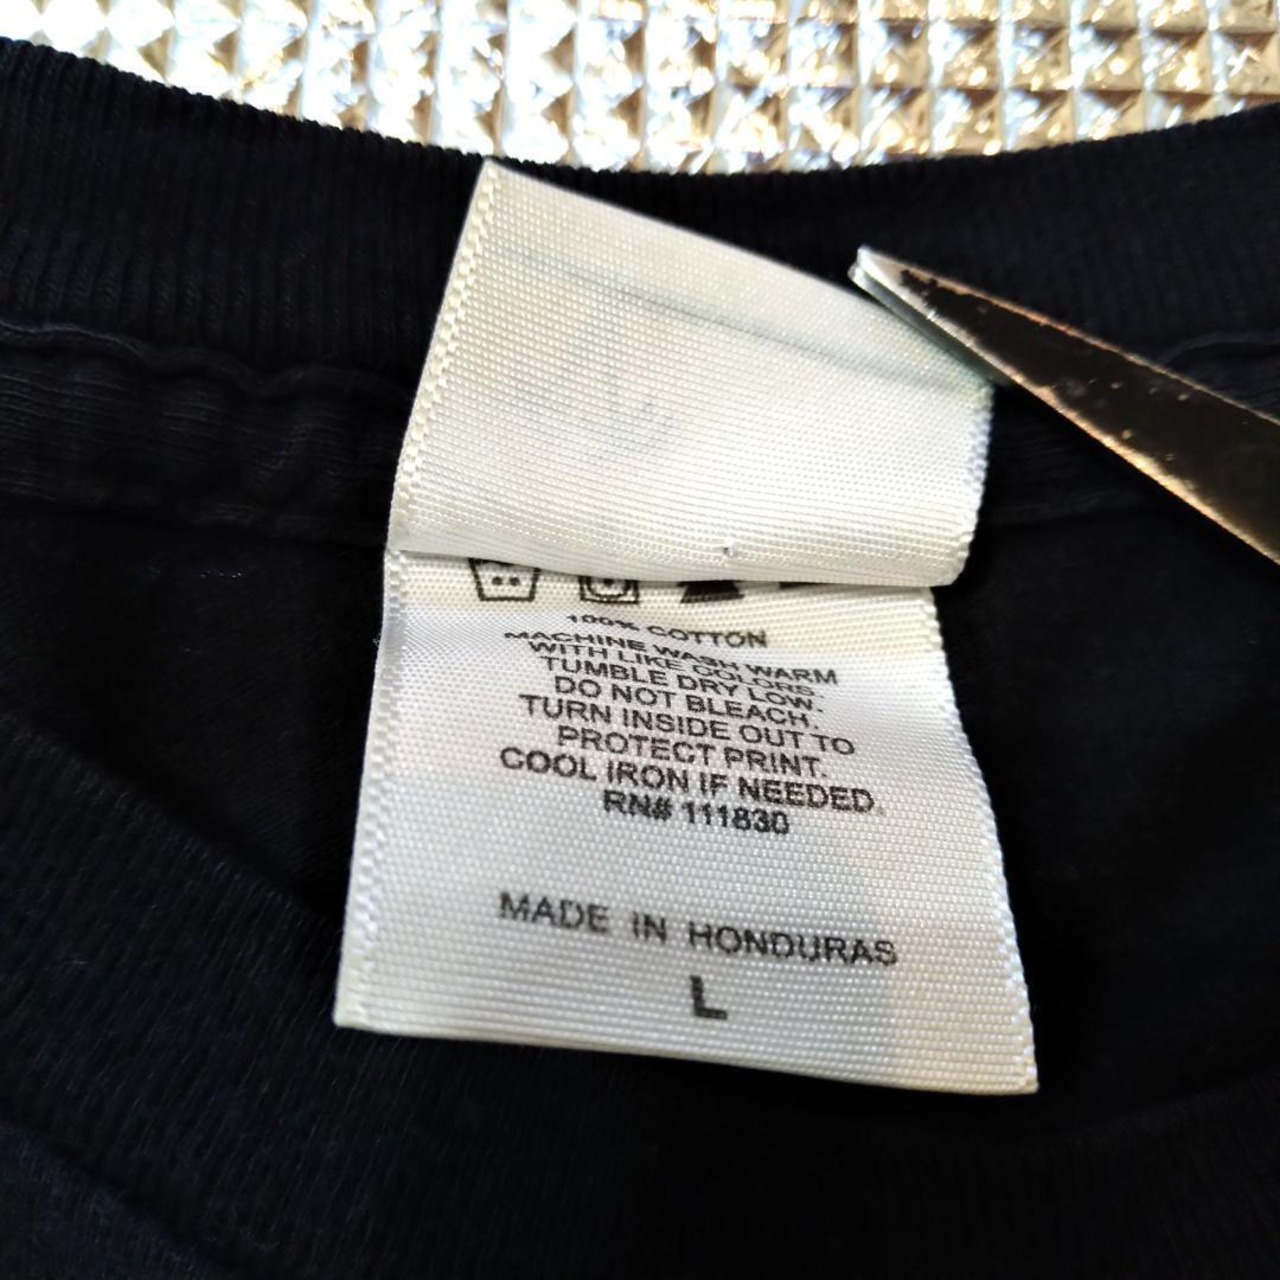 100% COTTON
MACHINE WASH WARM
WITH LIKE COLORS.
TUMBLE DRY LOW.
DO NOT BLEACH.
TURN INSIDE OUT TO
PROTECT PRINT.
COOL IRON IF NEEDED.
RN# 111830
MADE IN HONDURAS
L